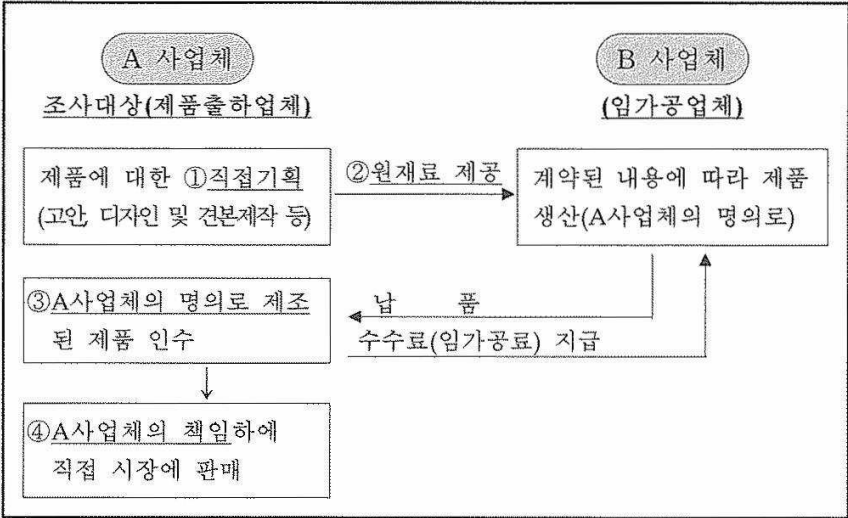 A 사업체
조사대상(제품출하업체)
B 사업체
(임가공업체)
제품에 대한 ①직접기획
(고안, 디자인 및 견본제작 등)
②원재료 제공
계약된 내용에 따라 제품
생산(A사업체의 명의로)
③A사업체의 명의로 제조
된 제품 인수
납 품
수수료(임가공료) 지급
④A사업체의 책임하에
직접 시장에 판매